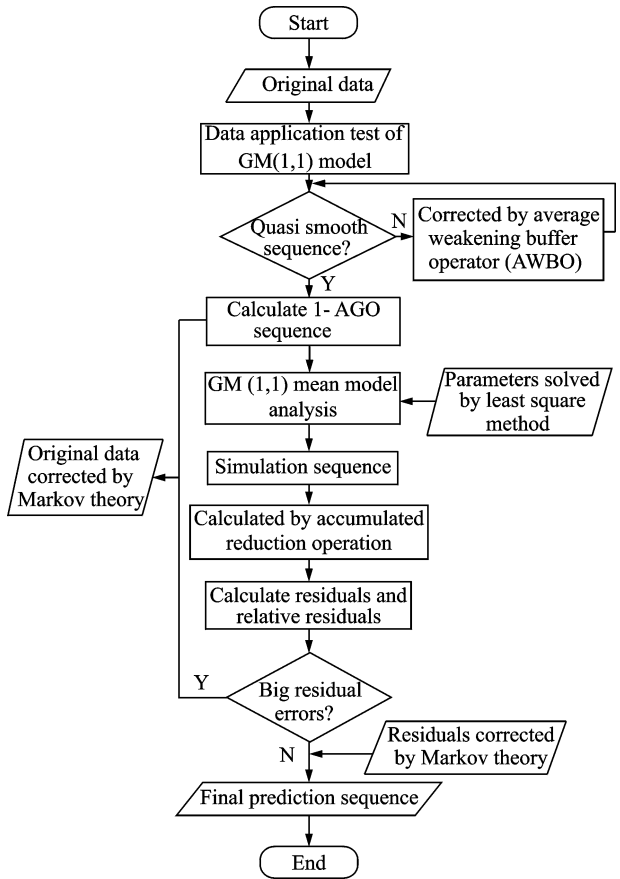 Start
Original data
Data application test of
GM(1,1) model
Quasi smooth
sequence?
N
Corrected by average
weakening buffer
operator (AWBO)
Y
Calculate 1- AGO
sequence
GM (1,1) mean model
analysis
Parameters solved
by least square
method
Original data
corrected by
Markov theory
Simulation sequence
Calculated by accumulated
reduction operation
Calculate residuals and
relative residuals
Y
Big residual
errors?
Residuals corrected
by Markov theory
N
Final prediction sequence
End